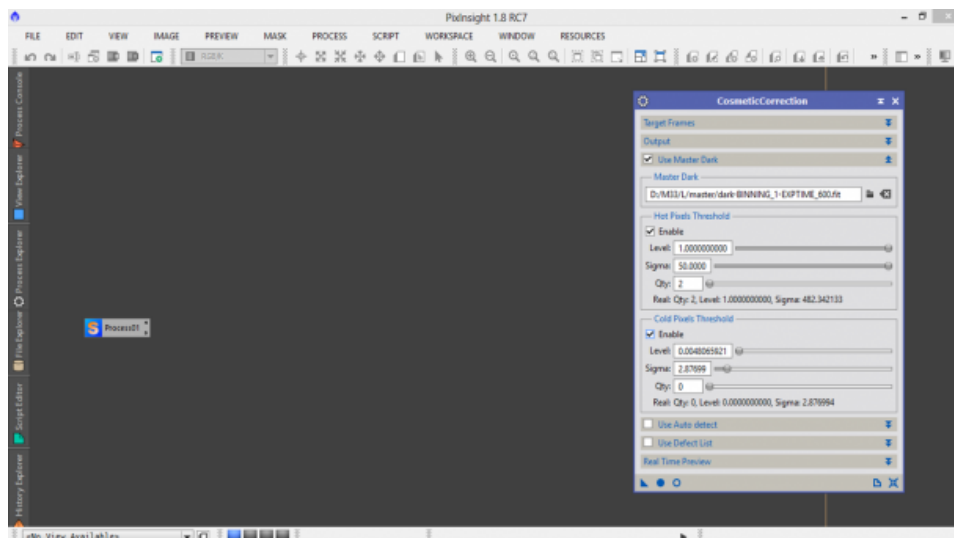 PixInsight 1.8 RC7
FILE EDIT VIEW IMAGE PREVIEW MASK PROCESS SCRIPT WORKSPACE WINDOW RESOURCES
Process Console
View Explorer
Process Explorer
File Explorer
Script Editor
History Explorer
Process01
CosmeticCorrection
Target Frames
Output
Use Master Dark
Master Dark
D:/M33/L/master/dark-BINNING_1-EXPTIME_600.fit
Hot Pixels Threshold
Enable
Level: 1.0000000000
Sigma: 50.0000
Qty: 2
Real: Qty: 2, Level: 1.0000000000, Sigma: 482.342133
Cold Pixels Threshold
Enable
Level: 0.0048065921
Sigma: 2.87699
Qty: 0
Real: Qty: 0, Level: 0.0000000000, Sigma: 2.876994
Use Auto detect
Use Defect List
Real Time Preview
<No View Available>